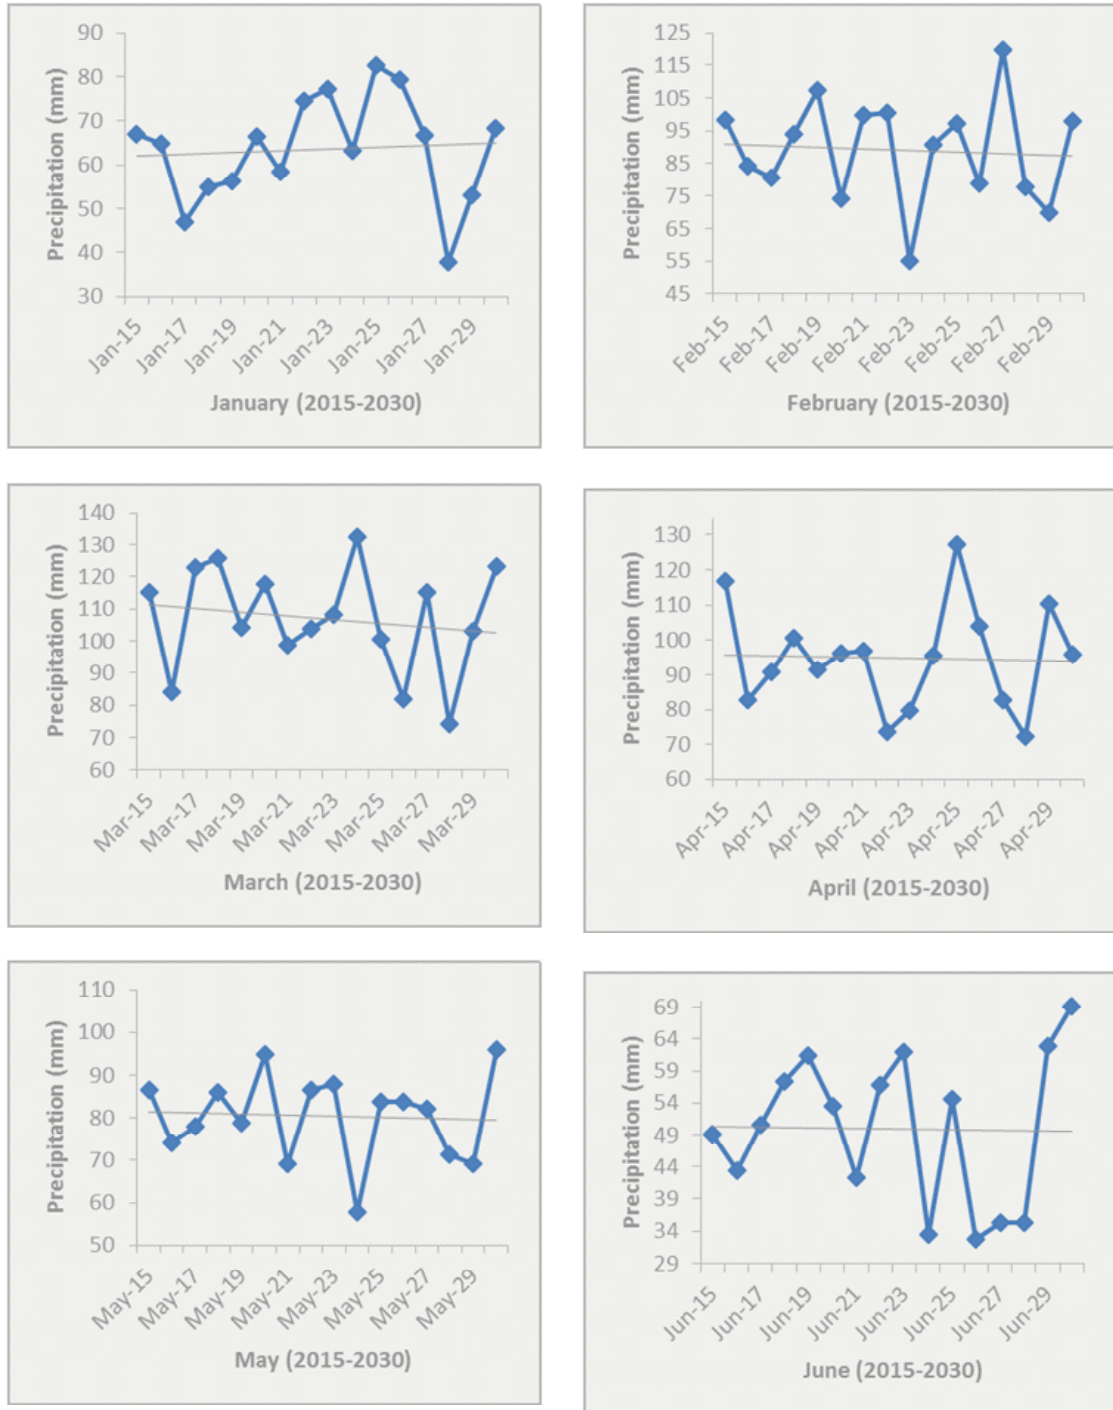 90
80
70
60
50
40
30
Precipitation (mm)
Jan-15
Jan-17
Jan-19
Jan-21
Jan-23
Jan-25
Jan-27
Jan-29
January (2015-2030)
125
115
105
95
85
75
65
55
45
Precipitation (mm)
Feb-15
Feb-17
Feb-19
Feb-21
Feb-23
Feb-25
Feb-27
Feb-29
February (2015-2030)
140
130
120
110
100
90
80
70
60
Precipitation (mm)
Mar-15
Mar-17
Mar-19
Mar-21
Mar-23
Mar-25
Mar-27
Mar-29
March (2015-2030)
130
120
110
100
90
80
70
60
Precipitation (mm)
Apr-15
Apr-17
Apr-19
Apr-21
Apr-23
Apr-25
Apr-27
Apr-29
April (2015-2030)
110
100
90
80
70
60
50
Precipitation (mm)
May-15
May-17
May-19
May-21
May-23
May-25
May-27
May-29
May (2015-2030)
69
64
59
54
49
44
39
34
29
Precipitation (mm)
Jun-15
Jun-17
Jun-19
Jun-21
Jun-23
Jun-25
Jun-27
Jun-29
June (2015-2030)